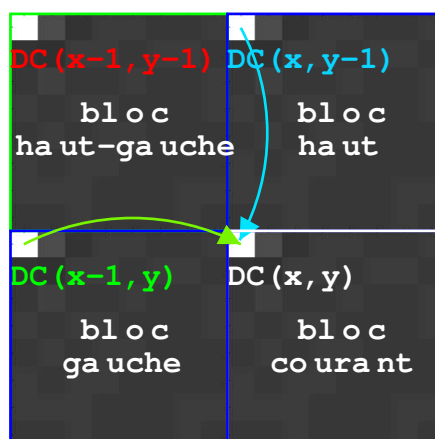 DC(x-1,y-1)
bloc
haut-gauche
DC(x,y-1)
bloc
haut
DC(x-1,y)
bloc
gauche
DC(x,y)
bloc
courant